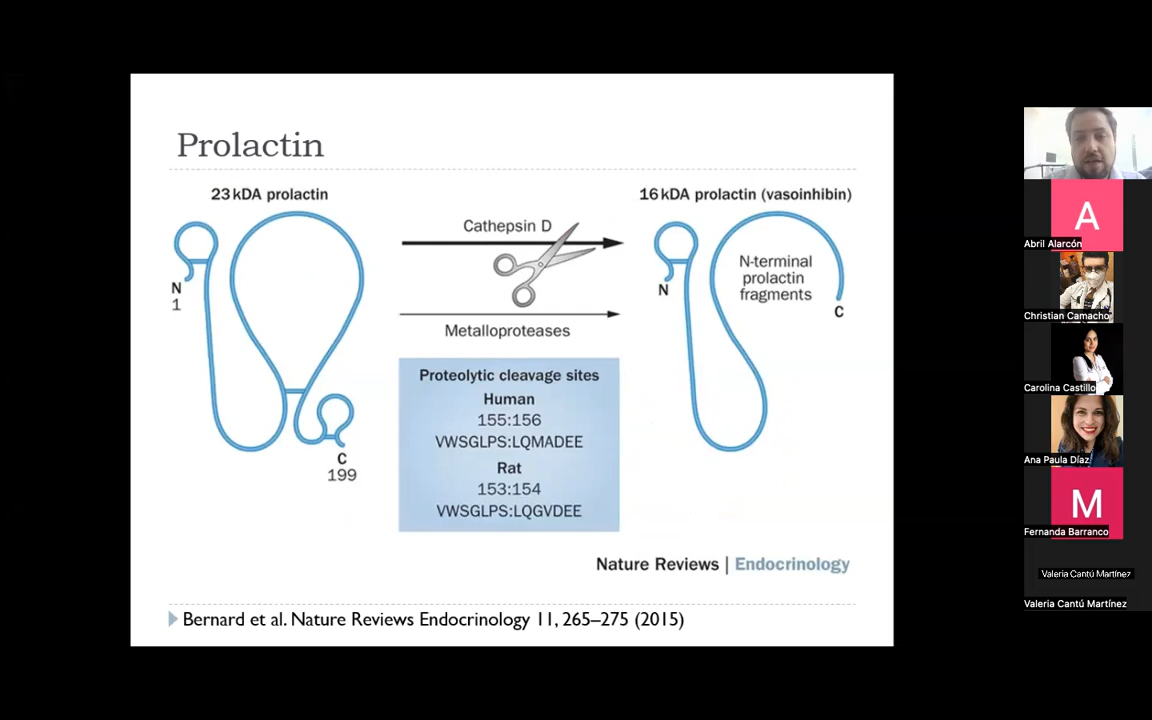 Prolactin
23 kDA prolactin
N
1
C
199
Cathepsin D
Metalloproteases
Proteolytic cleavage sites
Human
155:156
VWSGLPS:LQMADEE
Rat
153:154
VWSGLPS:LQGVDEE
16 kDA prolactin (vasoinhibin)
N-terminal
prolactin
fragments
N
C
Nature Reviews | Endocrinology
Bernard et al. Nature Reviews Endocrinology 11, 265–275 (2015)
A
Abril Alarcón
Christian Camacho
Carolina Castillo
Ana Paula Díaz
M
Fernanda Barranco
Valeria Cantú Martínez
Valeria Cantú Martínez